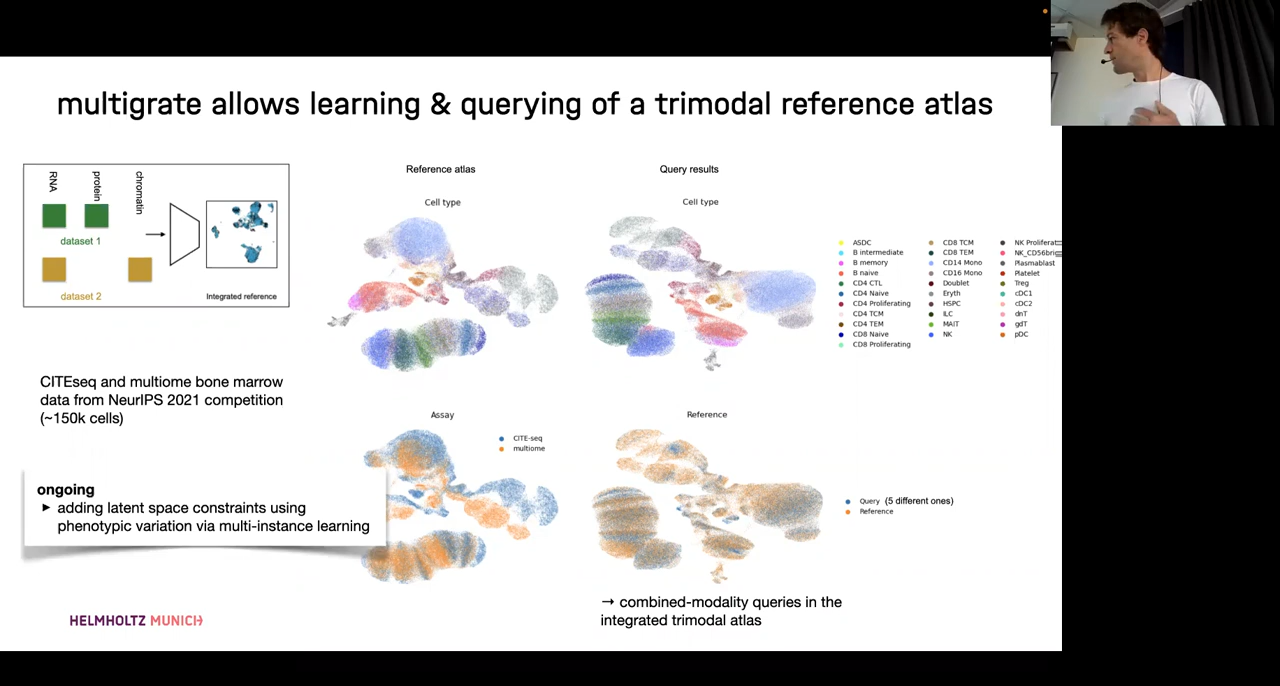 multigrate allows learning & querying of a trimodal reference atlas
RNA
protein
chromatin
dataset 1
dataset 2
Integrated reference
CITEseq and multiome bone marrow
data from NeurIPS 2021 competition
(~150k cells)
ongoing
► adding latent space constraints using
phenotypic variation via multi-instance learning
HELMHOLTZ MUNICH
Reference atlas
Cell type
Assay
CITE-seq
multiome
Query results
Cell type
ASDC
B intermediate
B memory
B naive
CD4 CTL
CD4 Naive
CD4 Proliferating
CD4 TCM
CD4 TEM
CD8 Naive
CD8 Proliferating
CD8 TCM
CD8 TEM
CD14 Mono
CD16 Mono
Doublet
Eryth
HSPC
ILC
MAIT
NK
NK Proliferat
NK_CD56bri
Plasmablast
Platelet
Treg
cDC1
cDC2
dnT
gdT
pDC
Reference
Query (5 different ones)
Reference
→ combined-modality queries in the
integrated trimodal atlas